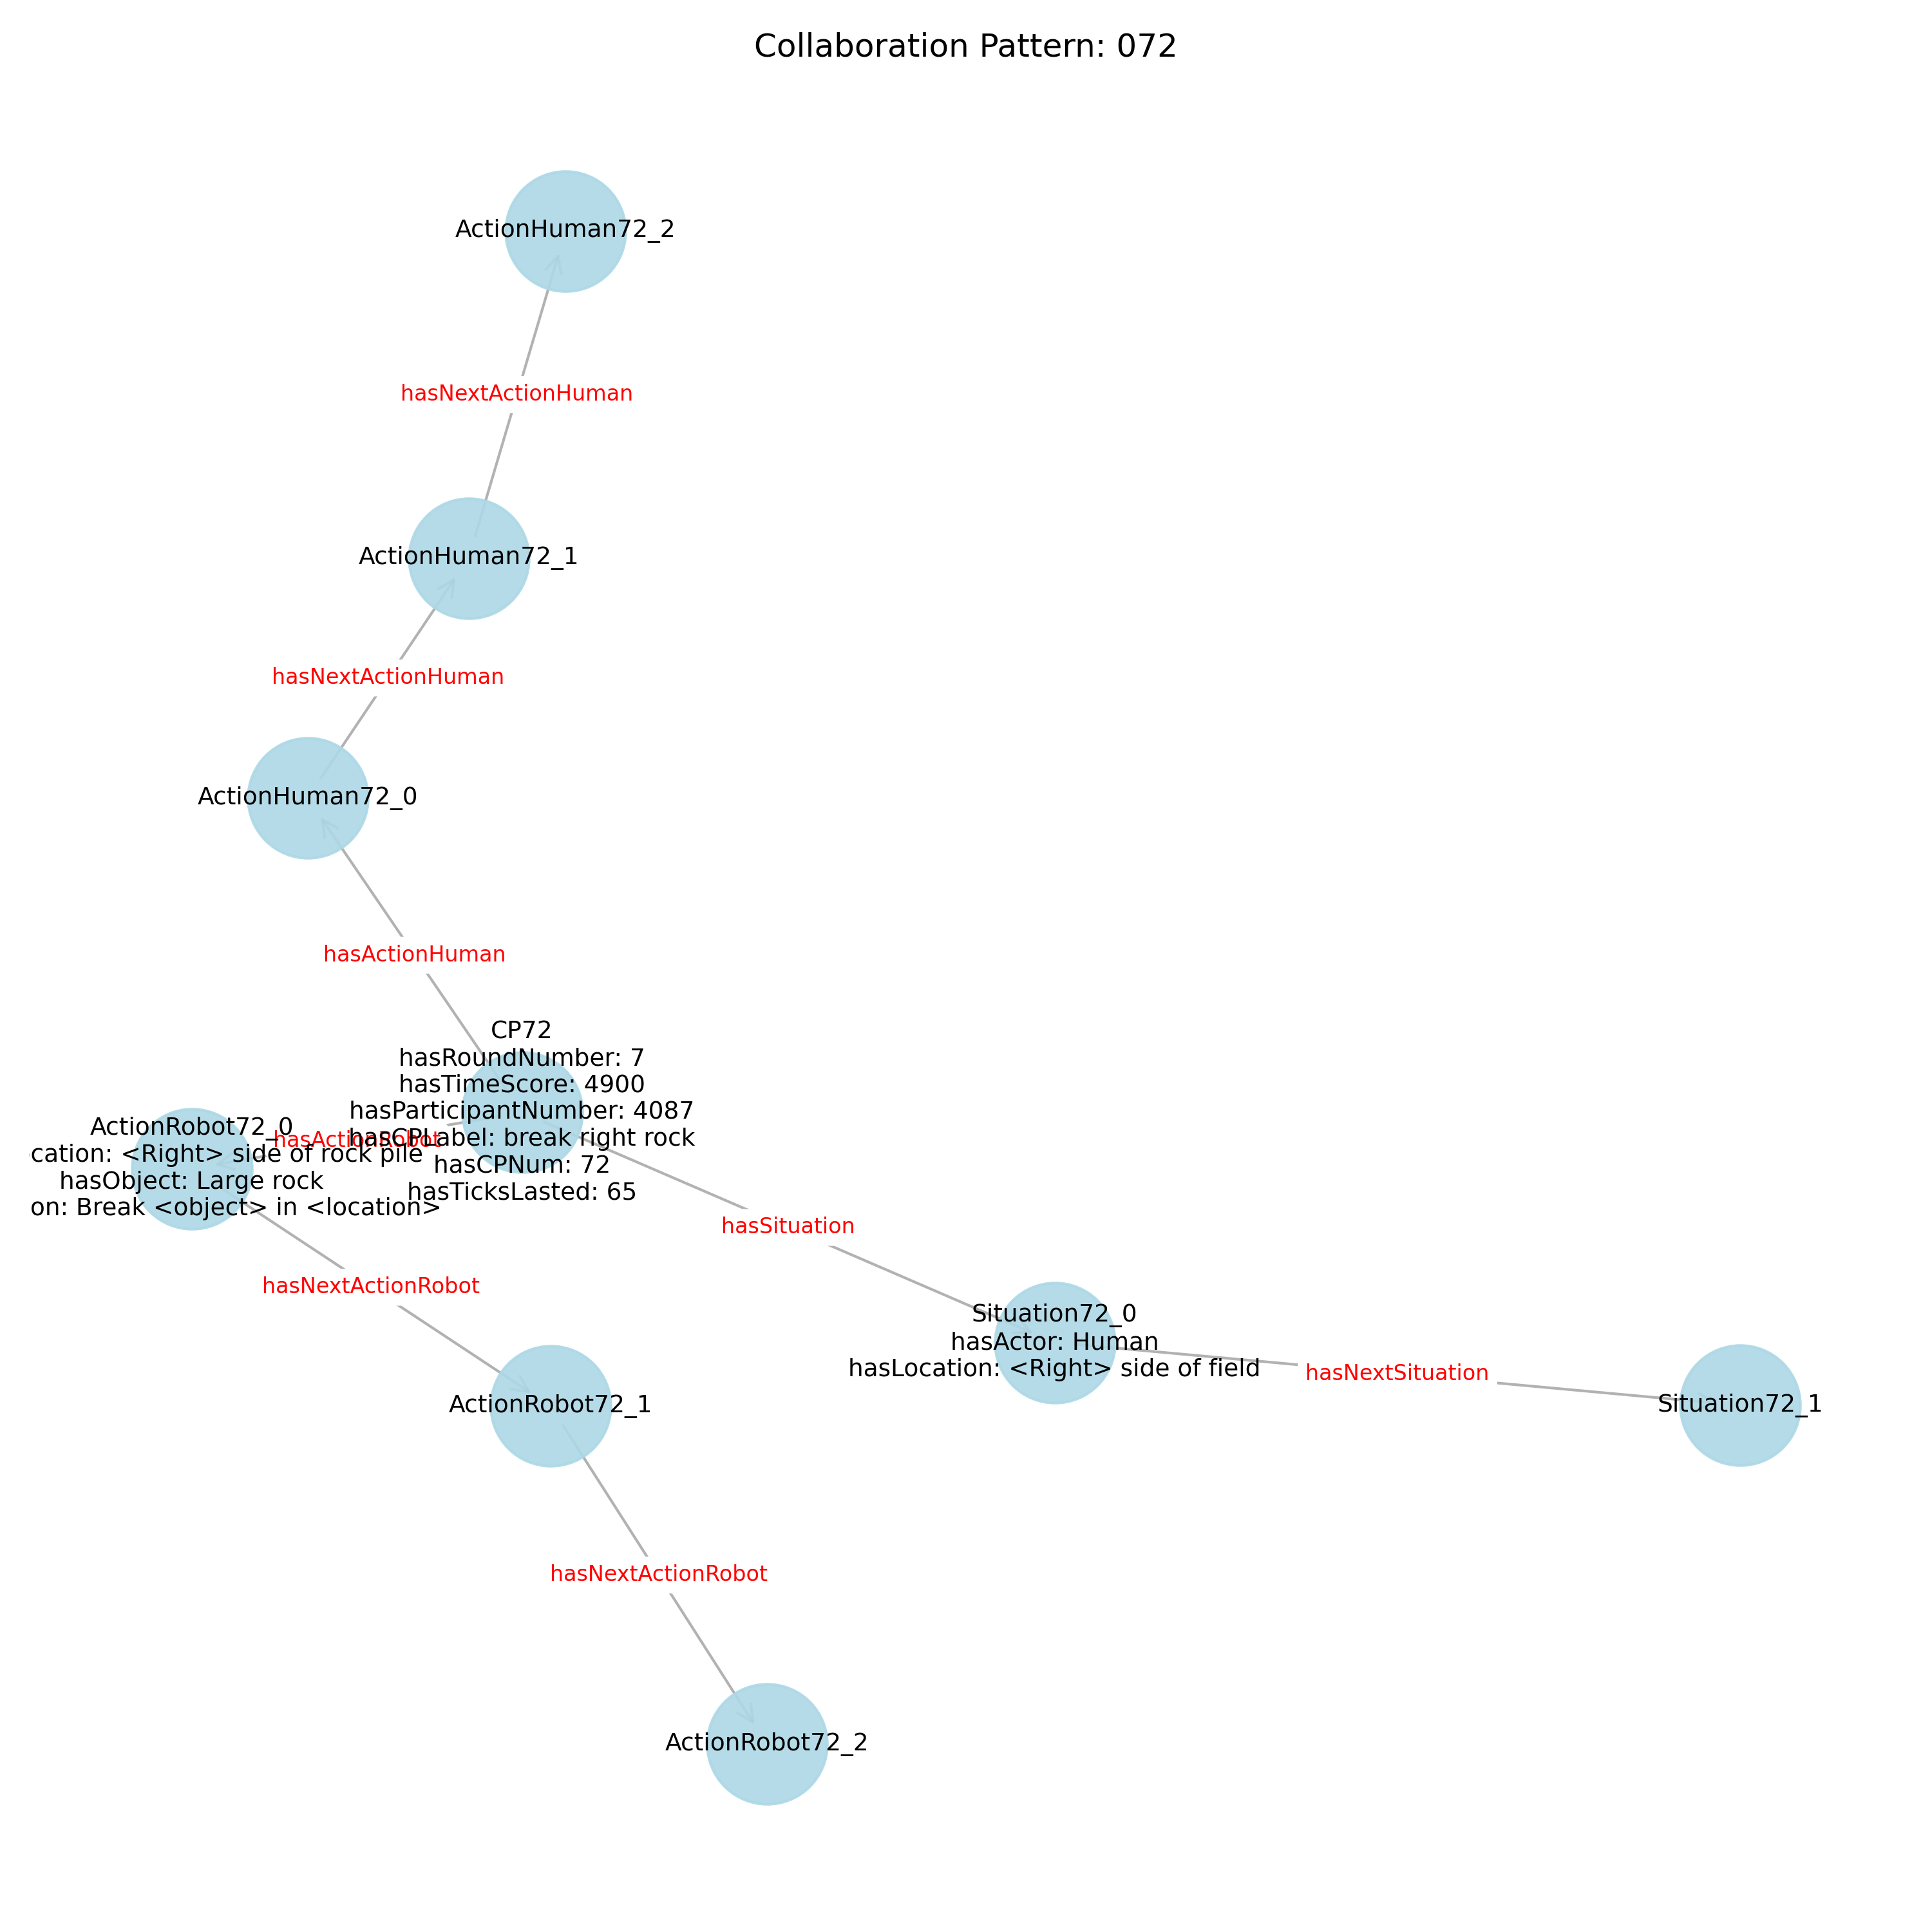 Collaboration Pattern: 072
ActionHuman72_2
hasNextActionHuman
ActionHuman72_1
hasNextActionHuman
ActionHuman72_0
hasActionHuman
CP72
hasRoundNumber: 7
hasTimeScore: 4900
hasParticipantNumber: 4087
hasCPLabel: break right rock
hasCPNum: 72
hasTicksLasted: 65
hasActionRobot
ActionRobot72_0
cation: <Right> side of rock pile
hasObject: Large rock
on: Break <object> in <location>
hasSituation
hasNextActionRobot
Situation72_0
hasActor: Human
hasLocation: <Right> side of field
hasNextSituation
Situation72_1
ActionRobot72_1
hasNextActionRobot
ActionRobot72_2